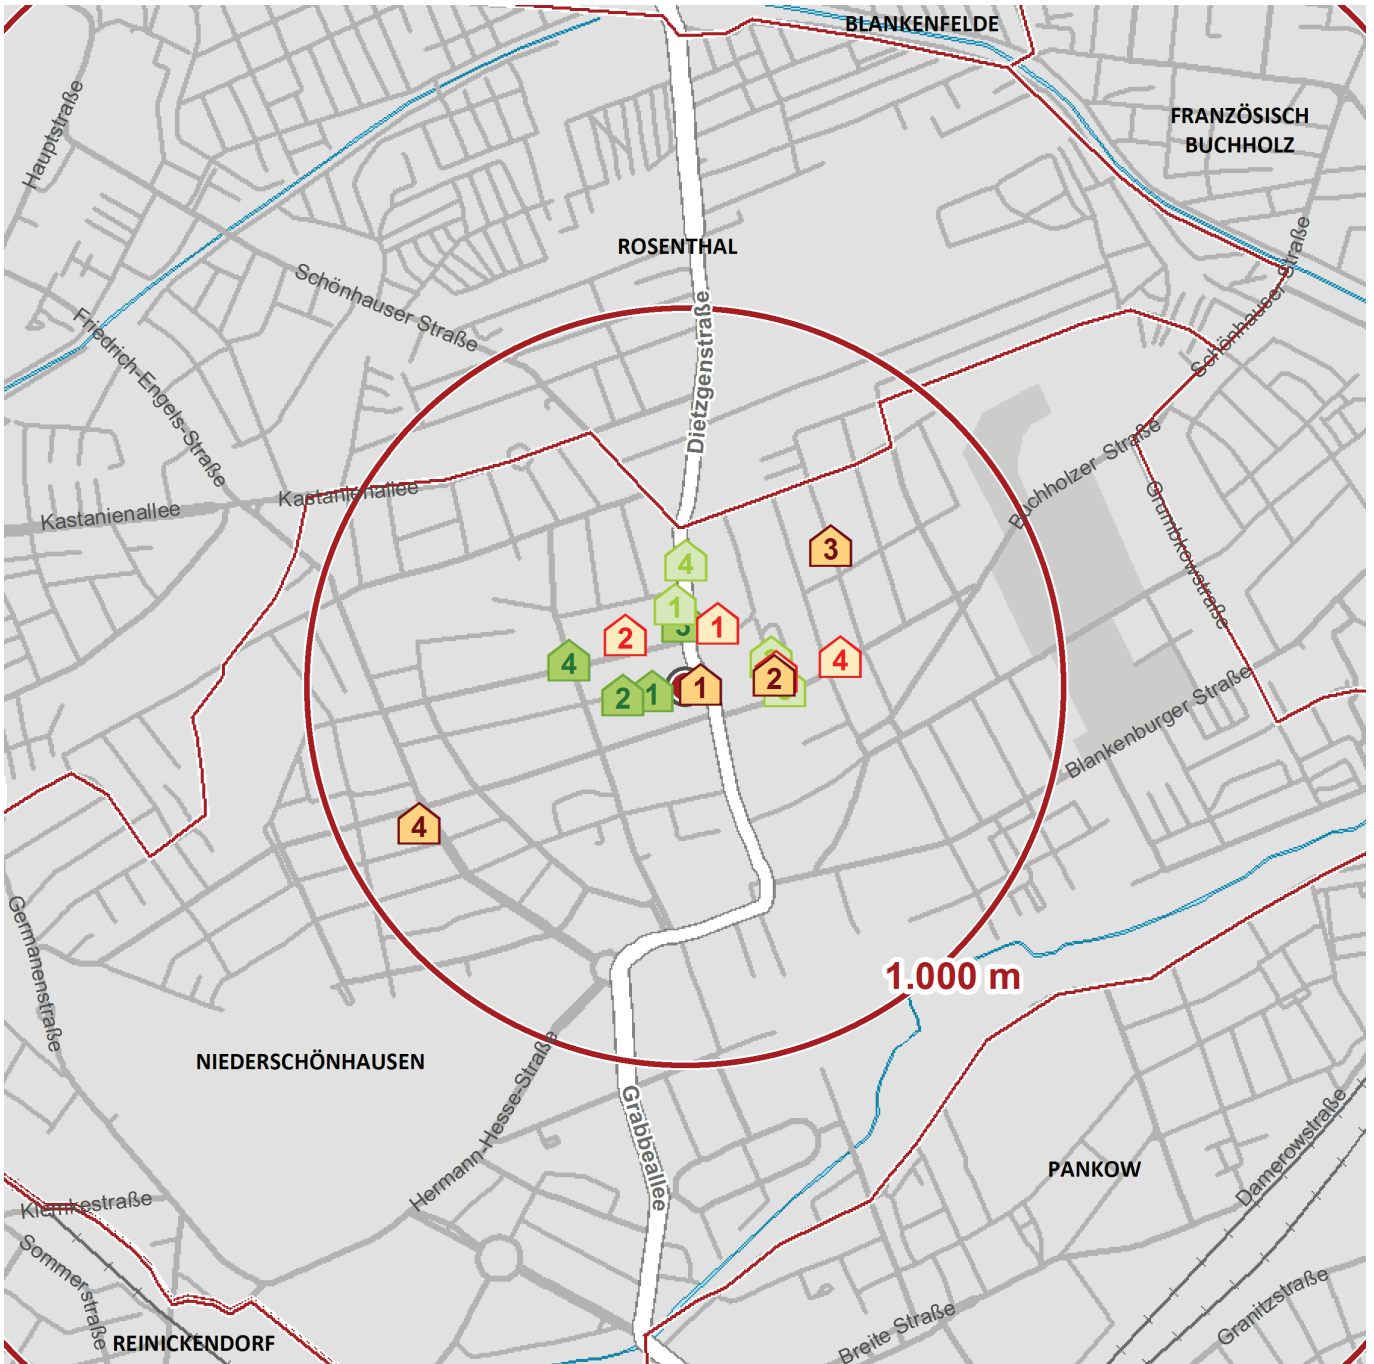 BLANKENFELDE
FRANZÖSISCH
BUCHHOLZ
Hauptstraße
ROSENTHAL
Schönhauser Straße
Schönhauser Straße
Dietzgenstraße
Friedrich-Engels-Straße
Kastanienallee
Kastanienallee
Buchholzer Straße
Grumbkowstraße
4
3
1
3
1
2
4
4
2
1
1
2
Blankenburger Straße
4
Germanenstraße
1.000 m
NIEDERSCHÖNHAUSEN
Hermann-Hesse-Straße
Grabbeallee
PANKOW
Damerowstraße
Klemkestraße
Sommerstraße
REINICKENDORF
Breite Straße
Granitzstraße